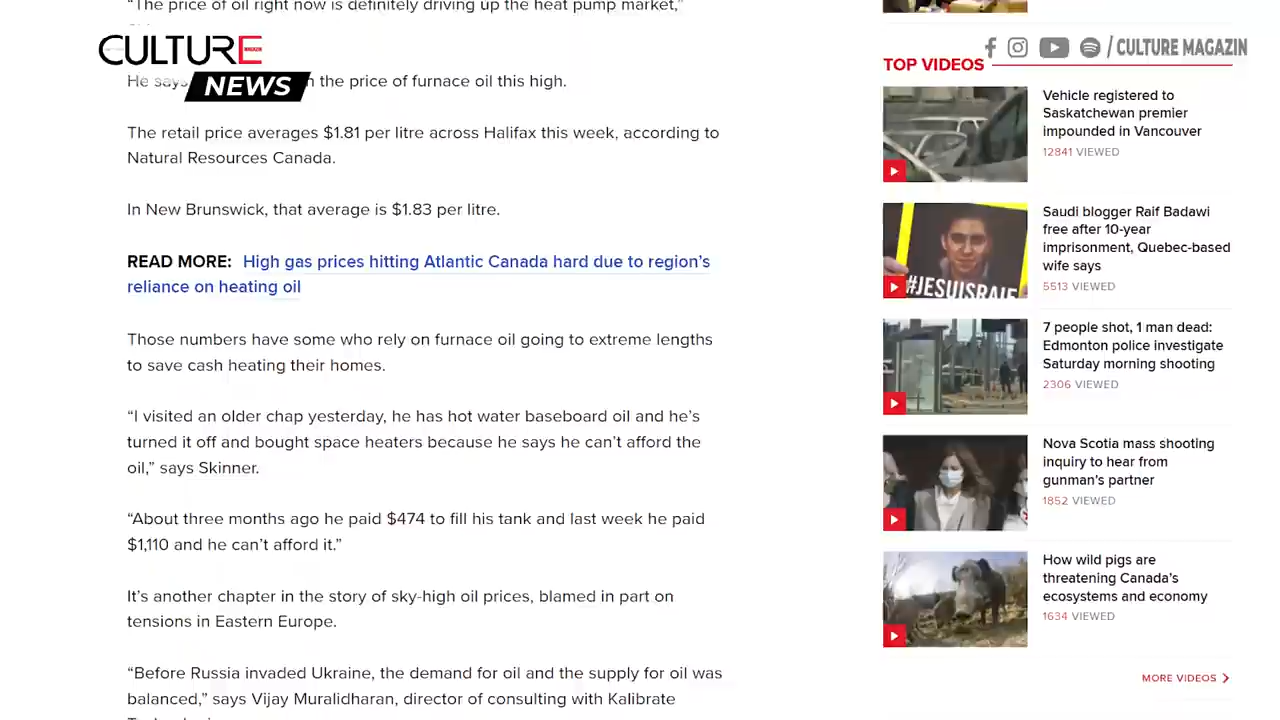 "The price of oil right now is definitely driving up the heat pump market,"
CULTURE
NEWS
/ CULTURE MAGAZIN
He says the price of furnace oil this high.
The retail price averages $1.81 per litre across Halifax this week, according to
Natural Resources Canada.
In New Brunswick, that average is $1.83 per litre.
READ MORE: High gas prices hitting Atlantic Canada hard due to region's
reliance on heating oil
Those numbers have some who rely on furnace oil going to extreme lengths
to save cash heating their homes.
"I visited an older chap yesterday, he has hot water baseboard oil and he's
turned it off and bought space heaters because he says he can't afford the
oil," says Skinner.
"About three months ago he paid $474 to fill his tank and last week he paid
$1,110 and he can't afford it."
It's another chapter in the story of sky-high oil prices, blamed in part on
tensions in Eastern Europe.
"Before Russia invaded Ukraine, the demand for oil and the supply for oil was
balanced," says Vijay Muralidharan, director of consulting with Kalibrate
TOP VIDEOS
Vehicle registered to
Saskatchewan premier
impounded in Vancouver
12841 VIEWED
#JESUISRAIF
Saudi blogger Raif Badawi
free after 10-year
imprisonment, Quebec-based
wife says
5513 VIEWED
7 people shot, 1 man dead:
Edmonton police investigate
Saturday morning shooting
2306 VIEWED
Nova Scotia mass shooting
inquiry to hear from
gunman's partner
1852 VIEWED
How wild pigs are
threatening Canada's
ecosystems and economy
1634 VIEWED
MORE VIDEOS